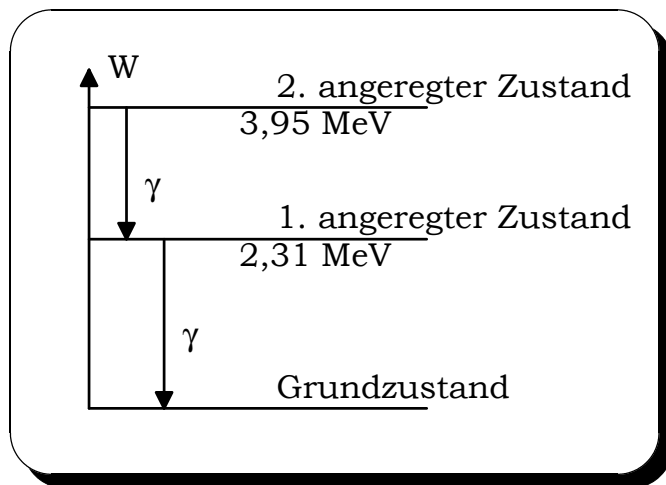 W
2. angeregter Zustand
3,95 MeV
γ
1. angeregter Zustand
2,31 MeV
γ
Grundzustand